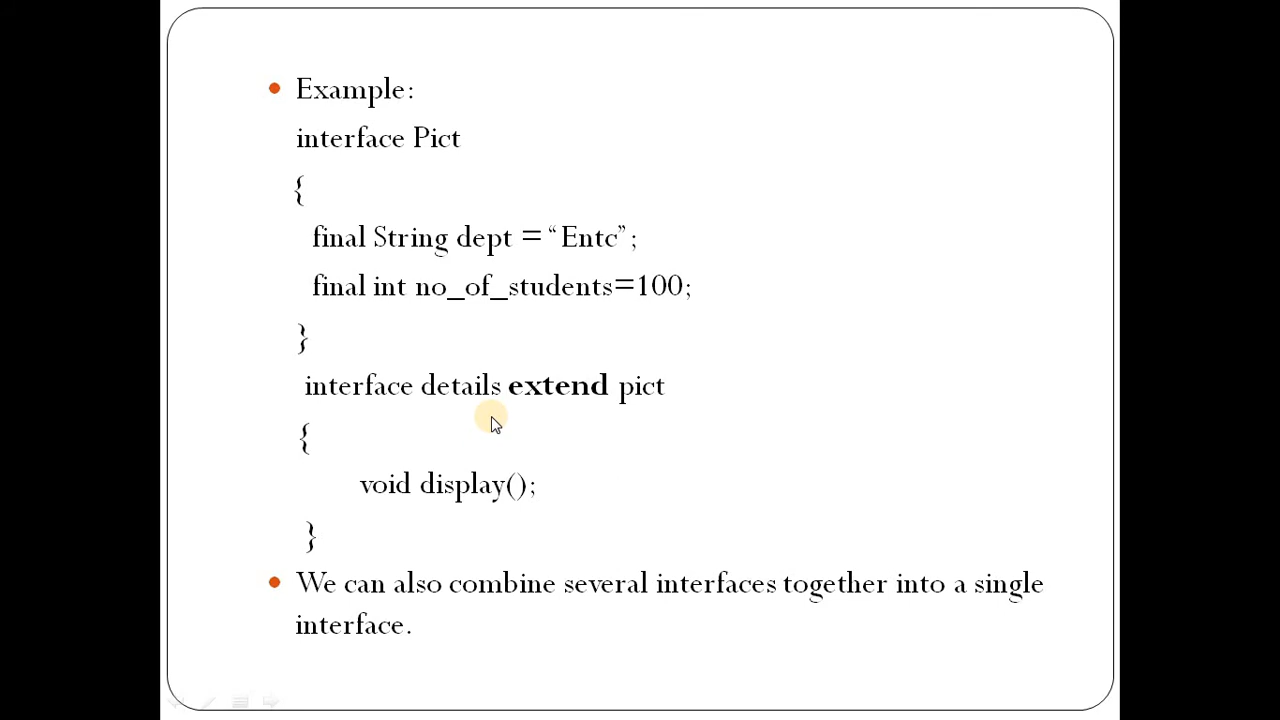 Example:
interface Pict
{
final String dept = “Entc”;
final int no_of_students=100;
}
interface details extend pict
{
void display();
}
We can also combine several interfaces together into a single
interface.